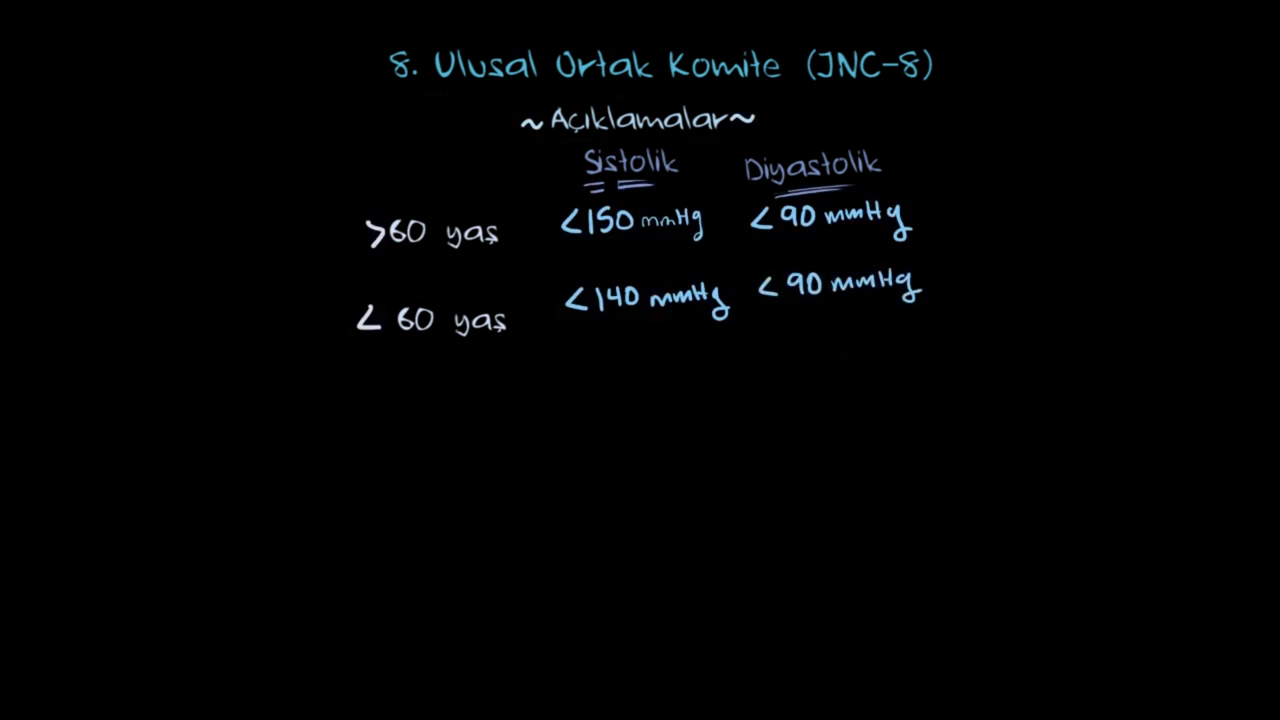 8. Ulusal Ortak Komite (JNC-8)
~Açıklamalar~
Sistolik Diyastolik
>60 yaş <150 mmHg <90 mmHg
< 60 yaş <140 mmHg <90 mmHg